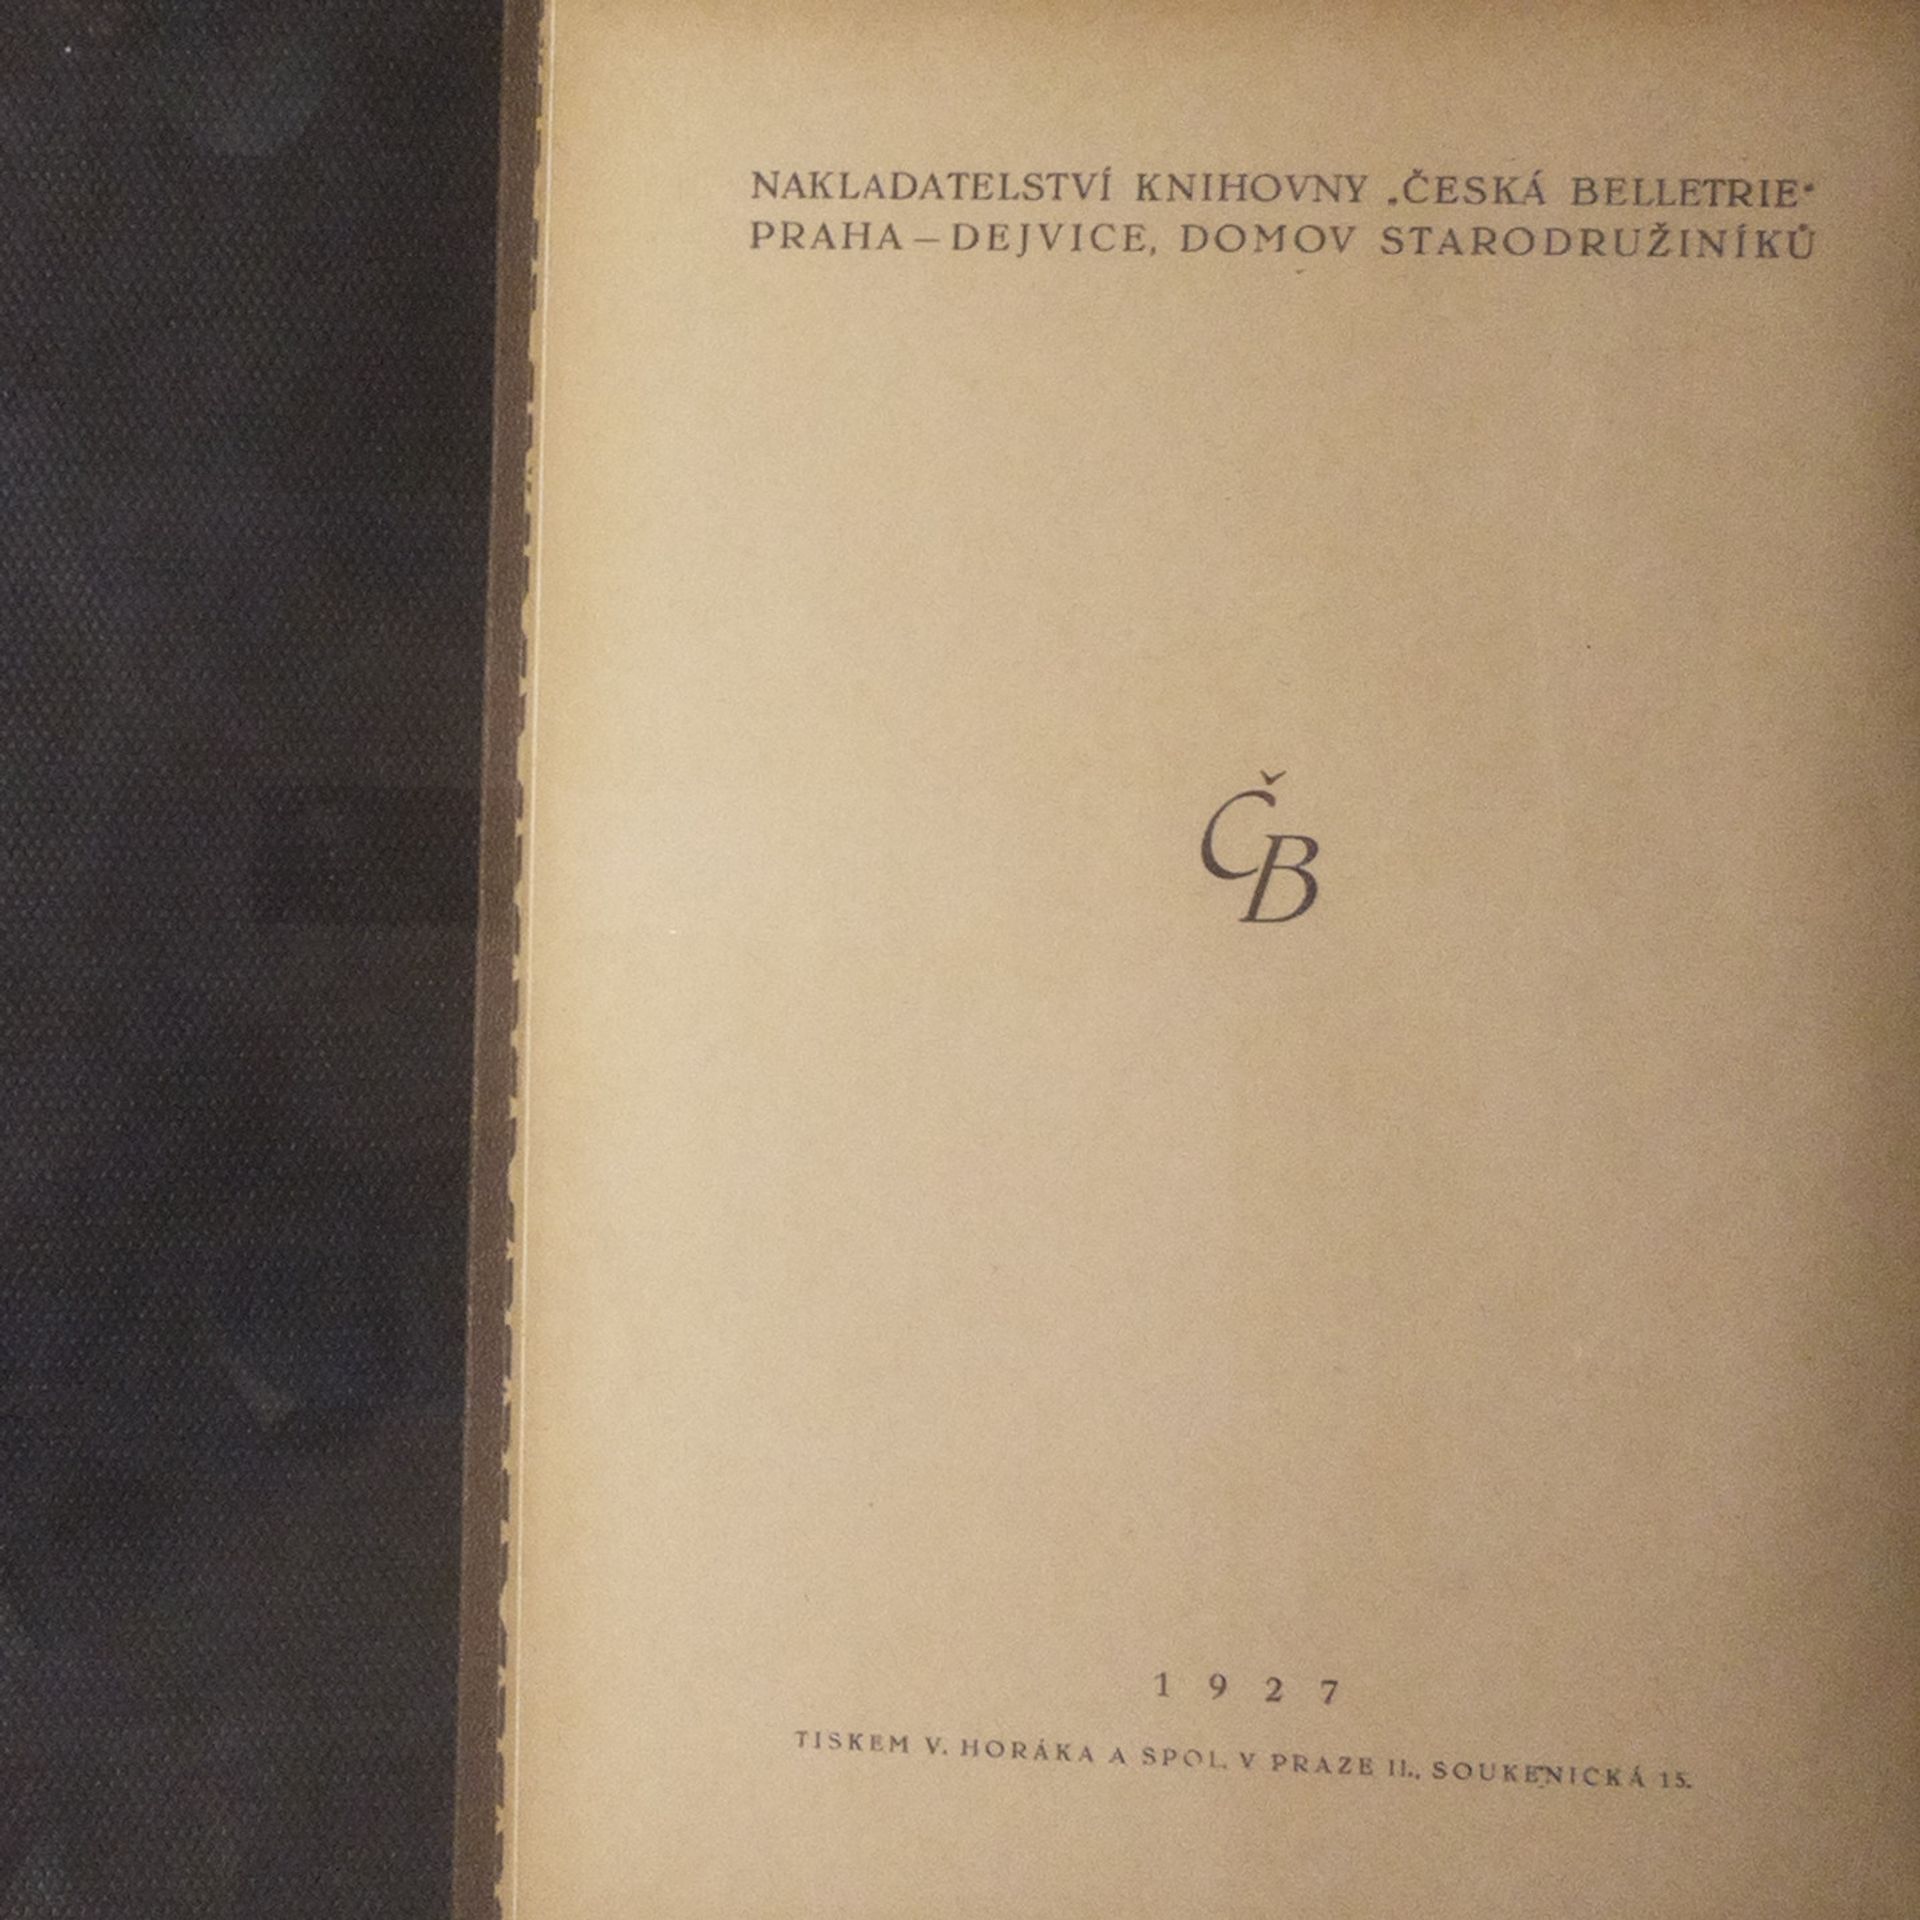 NAKLADATELSTVÍ KNIHOVNY „ČESKÁ BELLETRIE“
PRAHA — DEJVICE, DOMOV STARODRUŽINÍKŮ
ČB
1 9 2 7
TISKEM V. HORÁKA A SPOL. V PRAZE II., SOUKENICKÁ 15.